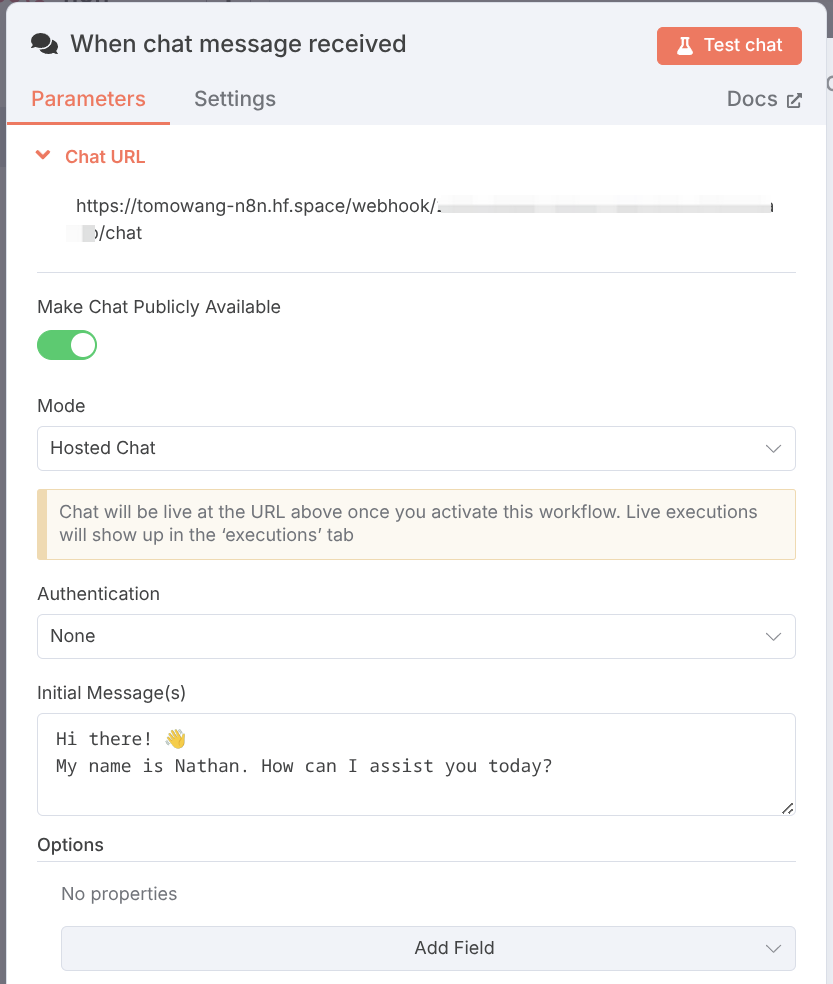 When chat message received
Test chat
Parameters
Settings
Docs
Chat URL
https://tomowang-n8n.hf.space/webhook/
/chat
Make Chat Publicly Available
Mode
Hosted Chat
Chat will be live at the URL above once you activate this workflow. Live executions
will show up in the ‘executions’ tab
Authentication
None
Initial Message(s)
Hi there! 👋
My name is Nathan. How can I assist you today?
Options
No properties
Add Field